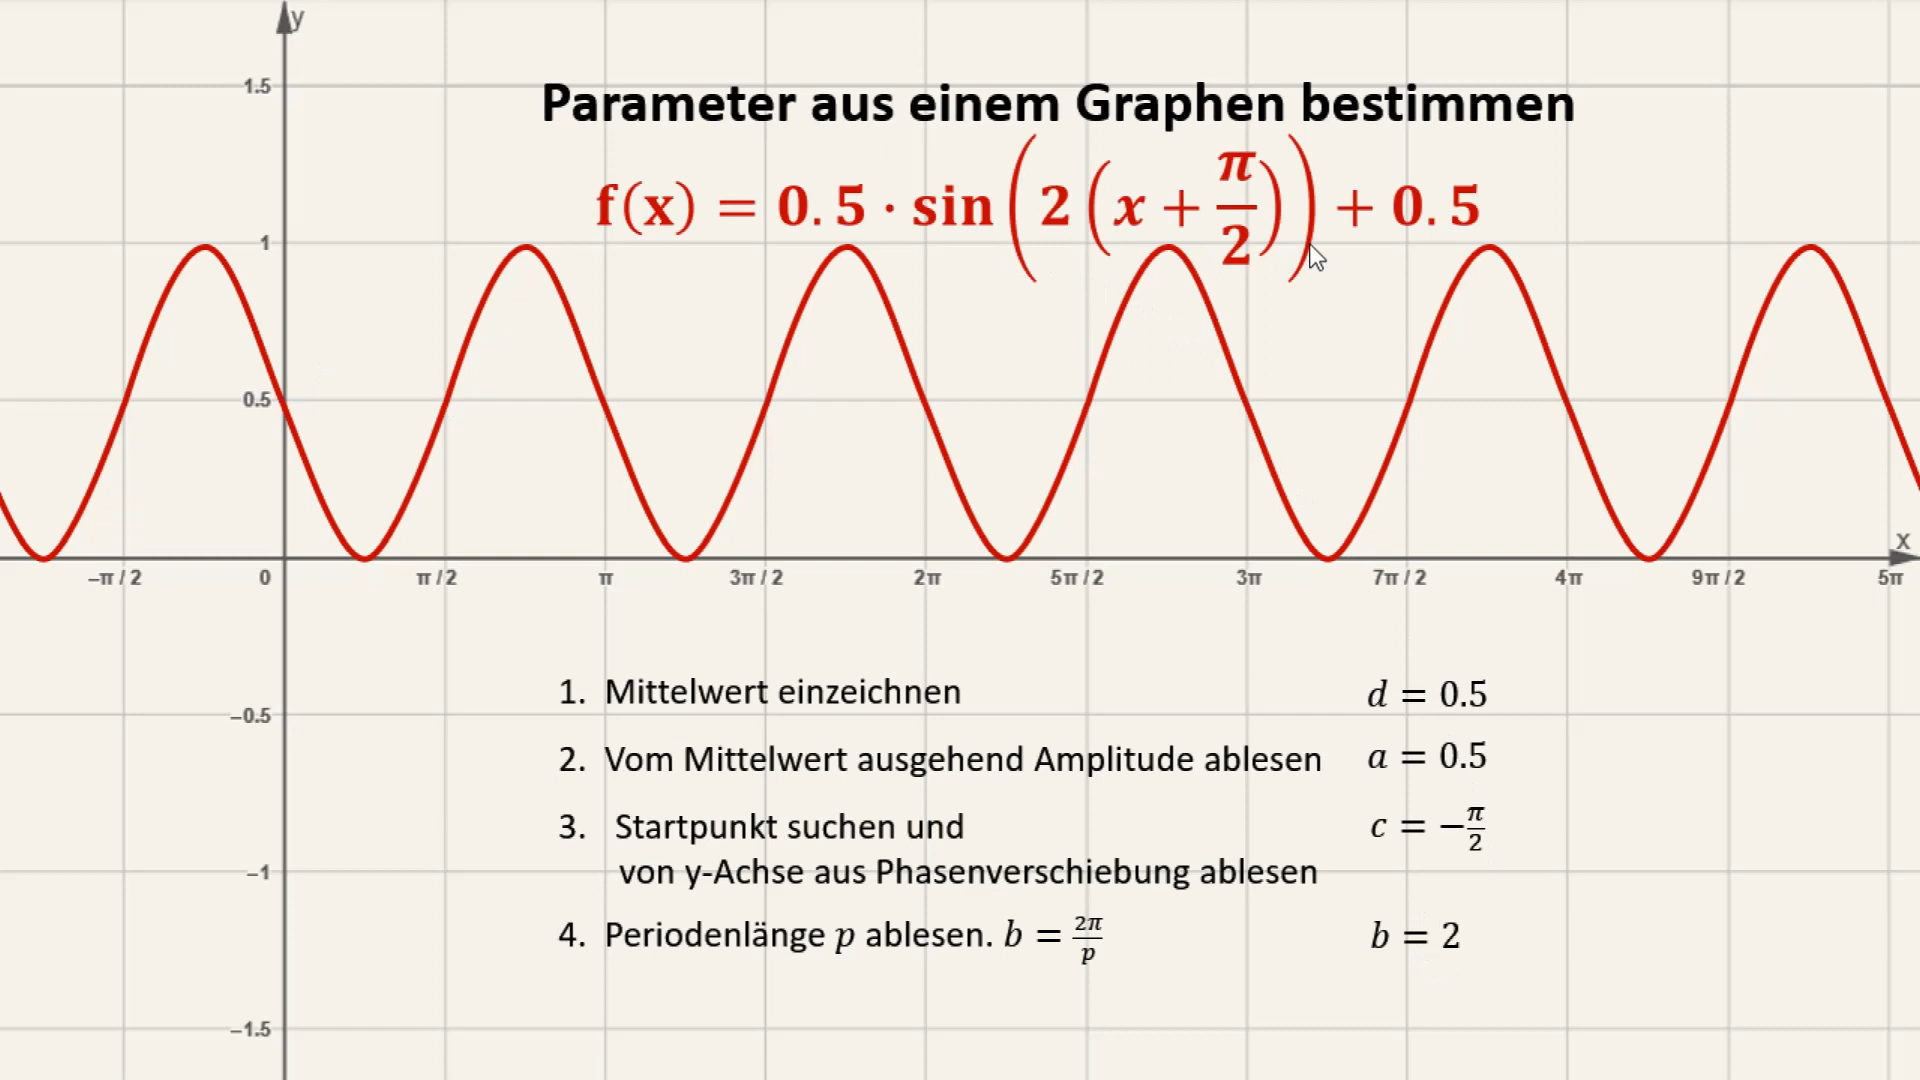 y
1.5
Parameter aus einem Graphen bestimmen
f(x) = 0.5 · sin(2(x + π/2)) + 0.5
1
0.5
x
−π / 2 0 π / 2 π 3π / 2 2π 5π / 2 3π 7π / 2 4π 9π / 2 5π
1. Mittelwert einzeichnen d = 0.5
−0.5
2. Vom Mittelwert ausgehend Amplitude ablesen a = 0.5
3. Startpunkt suchen und c = −π/2
von y-Achse aus Phasenverschiebung ablesen
−1
4. Periodenlänge p ablesen. b = 2π/p b = 2
−1.5